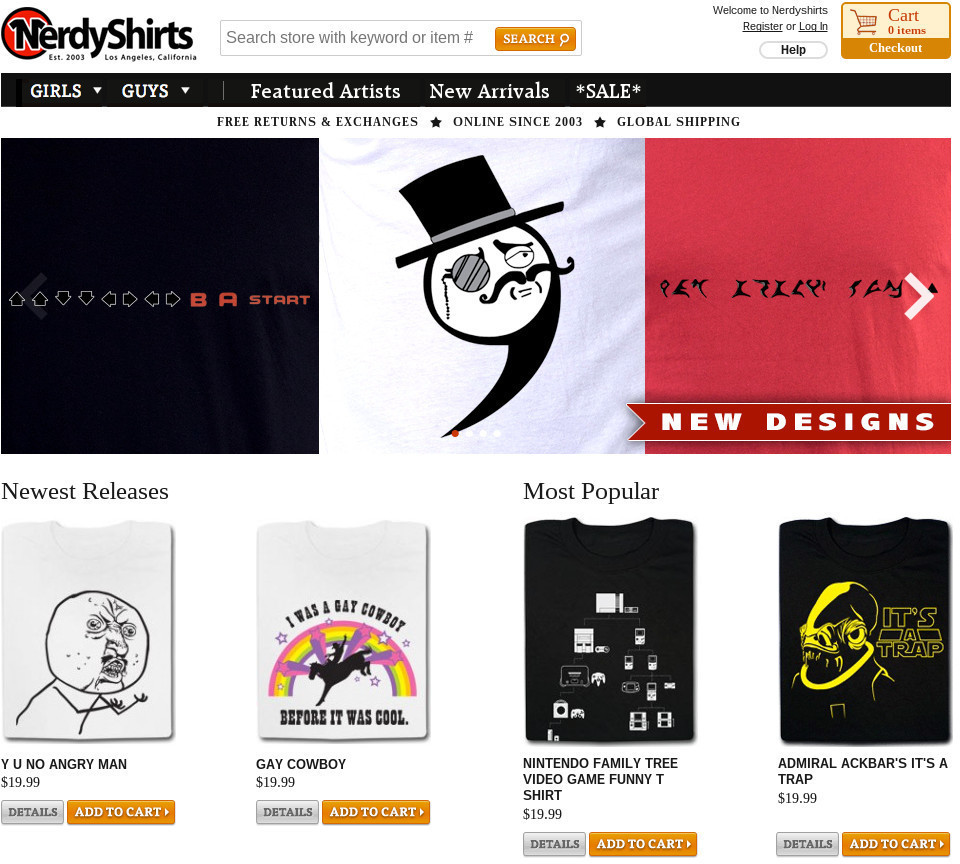 NerdyShirts
Est. 2003 Los Angeles, California
Search store with keyword or item #
SEARCH
Welcome to Nerdyshirts
Register or Log In
Help
Cart
0 items
Checkout
GIRLS GUYS Featured Artists New Arrivals *SALE*
FREE RETURNS & EXCHANGES ★ ONLINE SINCE 2003 ★ GLOBAL SHIPPING
B A START
NEW DESIGNS
Newest Releases
Most Popular
I WAS A GAY COWBOY
BEFORE IT WAS COOL.
IT'S
A
TRAP
Y U NO ANGRY MAN
$19.99
DETAILS ADD TO CART
GAY COWBOY
$19.99
DETAILS ADD TO CART
NINTENDO FAMILY TREE
VIDEO GAME FUNNY T
SHIRT
$19.99
DETAILS ADD TO CART
ADMIRAL ACKBAR'S IT'S A
TRAP
$19.99
DETAILS ADD TO CART